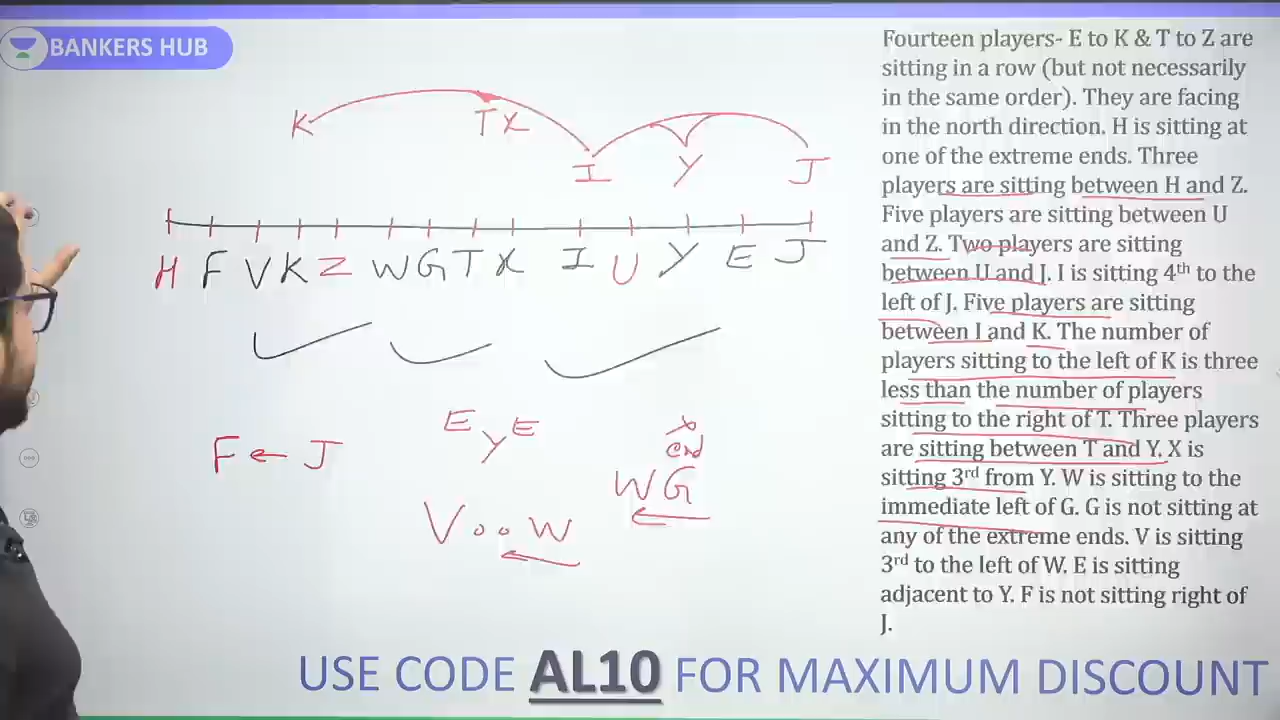 BANKERS HUB
K
TX
I Y J
H F V K Z W G T X I U Y E J
E Y E
F ← J
x
end
W G
V o o W
Fourteen players- E to K & T to Z are
sitting in a row (but not necessarily
in the same order). They are facing
in the north direction. H is sitting at
one of the extreme ends. Three
players are sitting between H and Z.
Five players are sitting between U
and Z. Two players are sitting
between U and J. I is sitting 4th to the
left of J. Five players are sitting
between I and K. The number of
players sitting to the left of K is three
less than the number of players
sitting to the right of T. Three players
are sitting between T and Y. X is
sitting 3rd from Y. W is sitting to the
immediate left of G. G is not sitting at
any of the extreme ends. V is sitting
3rd to the left of W. E is sitting
adjacent to Y. F is not sitting right of
J.
USE CODE AL10 FOR MAXIMUM DISCOUNT